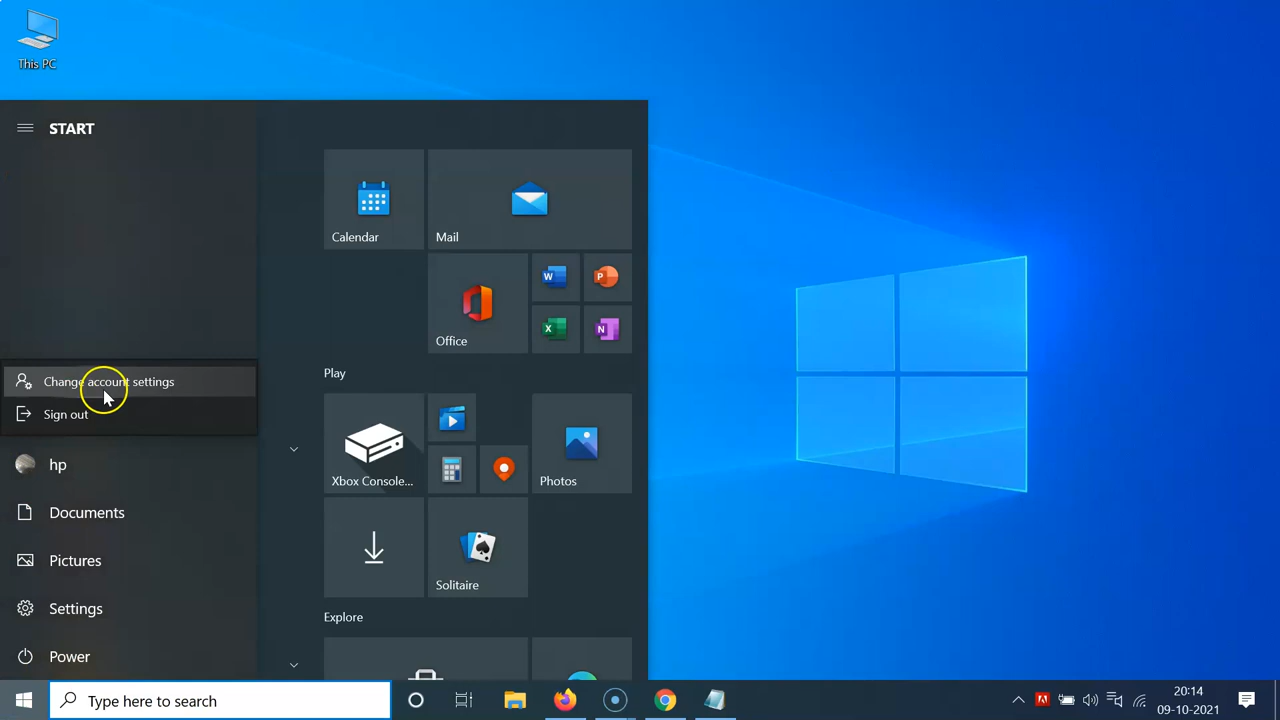 This PC
START
Calendar
Mail
W
P
Office
X
N
Play
Change account settings
Sign out
hp
Xbox Console...
Photos
Documents
Pictures
Solitaire
Settings
Explore
Power
Type here to search
20:14
09-10-2021